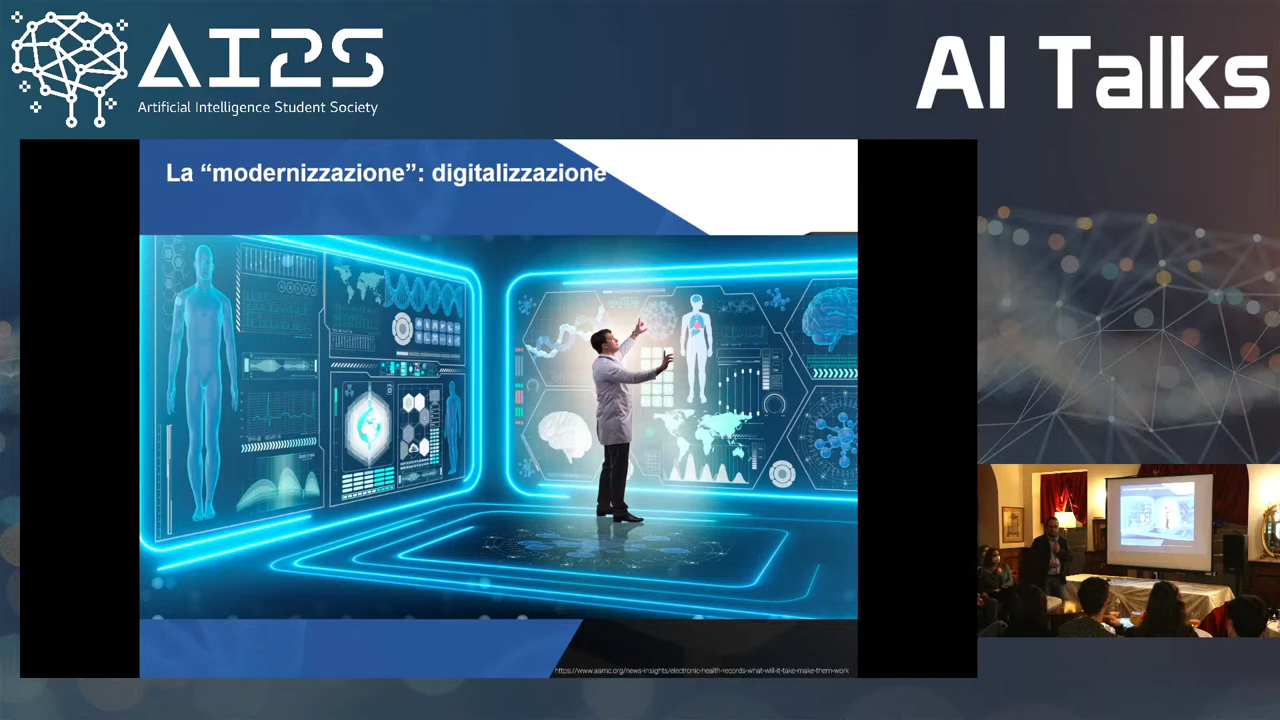 AI2S
Artificial Intelligence Student Society
AI Talks
La “modernizzazione”: digitalizzazione
https://www.aamc.org/news-insights/electronic-health-records-what-will-it-take-make-them-work